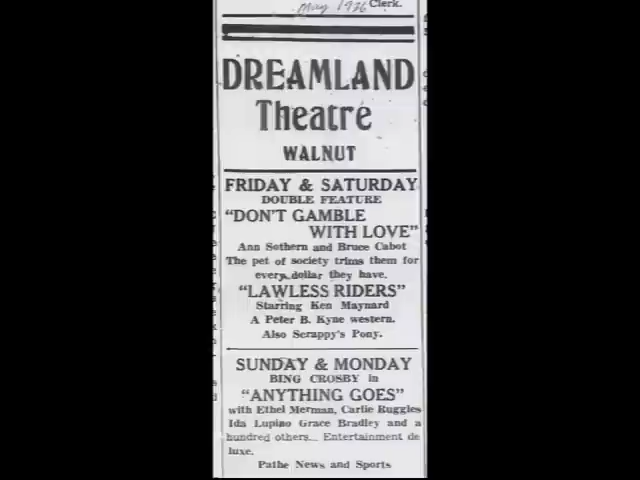 May 1936 Clerk.
DREAMLAND
Theatre
WALNUT
FRIDAY & SATURDAY
DOUBLE FEATURE
"DON'T GAMBLE
WITH LOVE"
Ann Sothern and Bruce Cabot
The pet of society trims them for
every dollar they have.
"LAWLESS RIDERS"
Starring Ken Maynard
A Peter B. Kyne western.
Also Scrappy's Pony.
SUNDAY & MONDAY
BING CROSBY in
"ANYTHING GOES"
with Ethel Merman, Carlie Ruggles
Ida Lupino Grace Bradley and a
hundred others... Entertainment de
luxe.
Pathe News and Sports